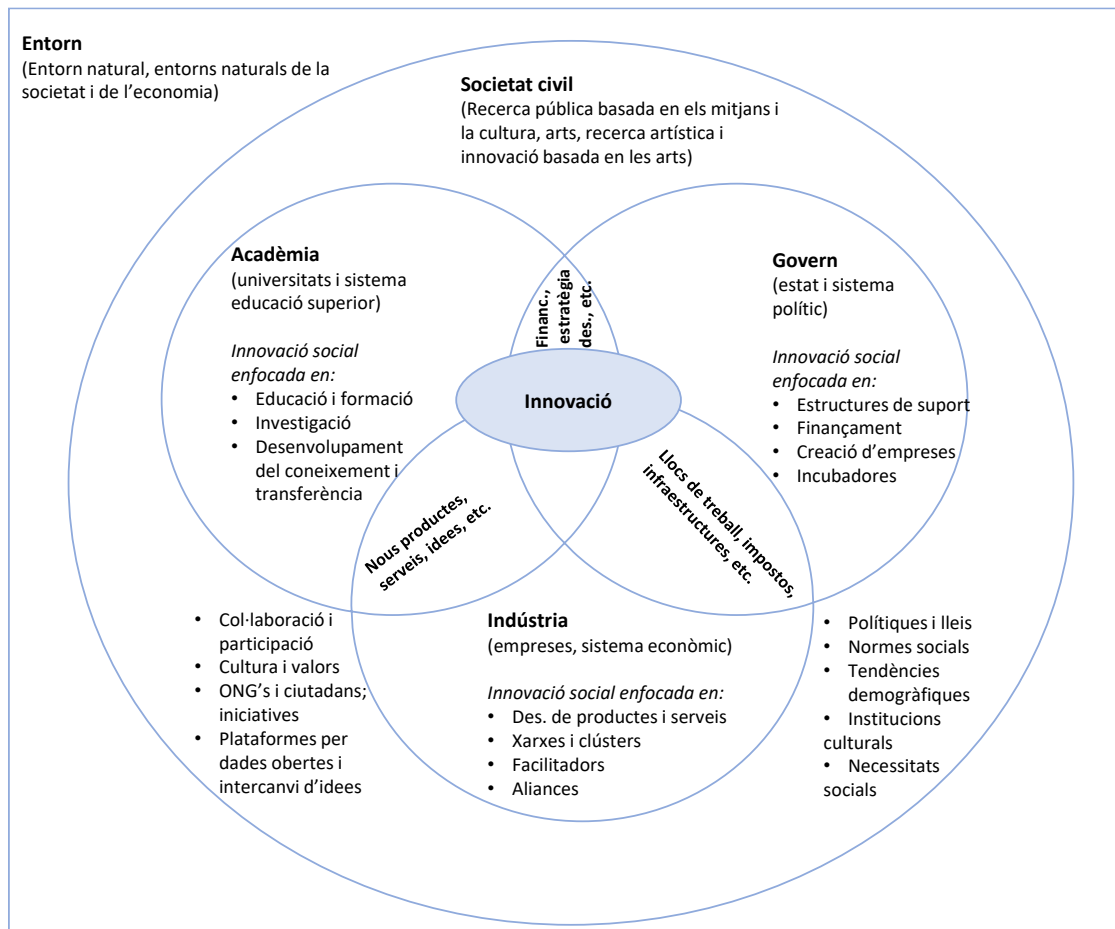 Entorn
(Entorn natural, entorns naturals de la
societat i de l'economia)
Societat civil
(Recerca pública basada en els mitjans i
la cultura, arts, recerca artística i
innovació basada en les arts)
Acadèmia
(universitats i sistema
educació superior)
Innovació social
enfocada en:
• Educació i formació
• Investigació
• Desenvolupament
del coneixement i
transferència
Financ.,
estratègia
des., etc.
Govern
(estat i sistema
polític)
Innovació social
enfocada en:
• Estructures de suport
• Finançament
• Creació d'empreses
• Incubadores
Innovació
Nous productes,
serveis, idees, etc.
Llocs de treball, impostos,
infraestructures, etc.
• Col·laboració i
participació
• Cultura i valors
• ONG's i ciutadans;
iniciatives
• Plataformes per
dades obertes i
intercanvi d'idees
Indústria
(empreses, sistema econòmic)
Innovació social enfocada en:
• Des. de productes i serveis
• Xarxes i clústers
• Facilitadors
• Aliances
• Polítiques i lleis
• Normes socials
• Tendències
demogràfiques
• Institucions
culturals
• Necessitats
socials